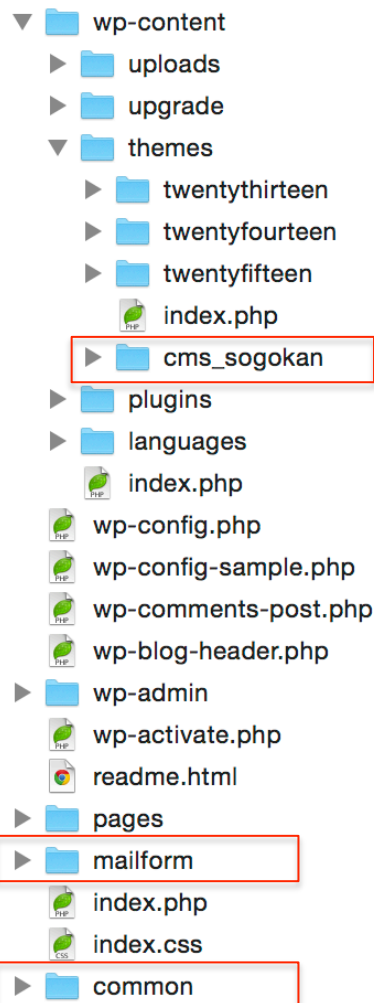 wp-content
uploads
upgrade
themes
twentythirteen
twentyfourteen
twentyfifteen
index.php
cms_sogokan
plugins
languages
index.php
wp-config.php
wp-config-sample.php
wp-comments-post.php
wp-blog-header.php
wp-admin
wp-activate.php
readme.html
pages
mailform
index.php
index.css
common